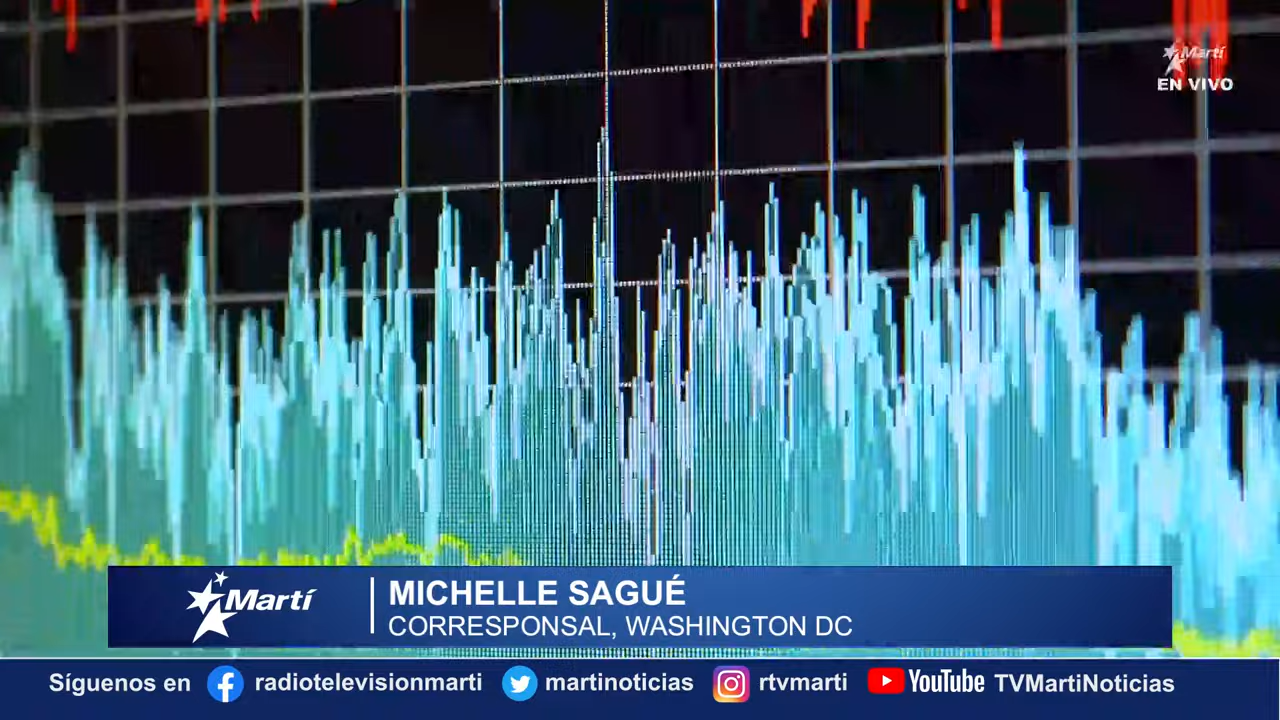 Martí
EN VIVO
Martí
MICHELLE SAGUÉ
CORRESPONSAL, WASHINGTON DC
Síguenos en radiotelevisionmarti martinoticias rtvmarti YouTube TVMartiNoticias